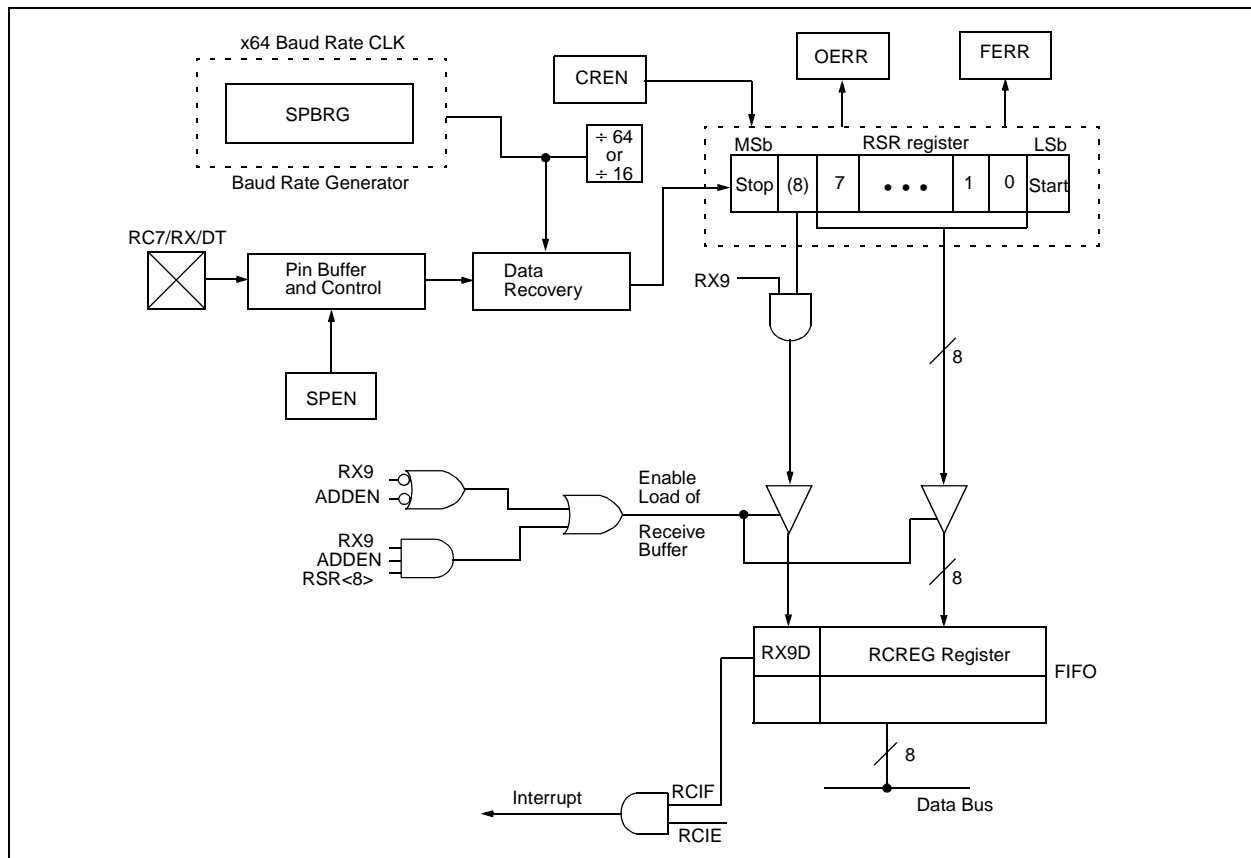 x64 Baud Rate CLK
SPBRG
Baud Rate Generator
CREN
OERR
FERR
÷ 64
or
÷ 16
MSb
RSR register
LSb
Stop
(8)
7
• • •
1
0
Start
RC7/RX/DT
Pin Buffer
and Control
Data
Recovery
RX9
8
SPEN
RX9
ADDEN
RX9
ADDEN
RSR<8>
Enable
Load of
Receive
Buffer
8
RX9D
RCREG Register
FIFO
8
Data Bus
Interrupt
RCIF
RCIE